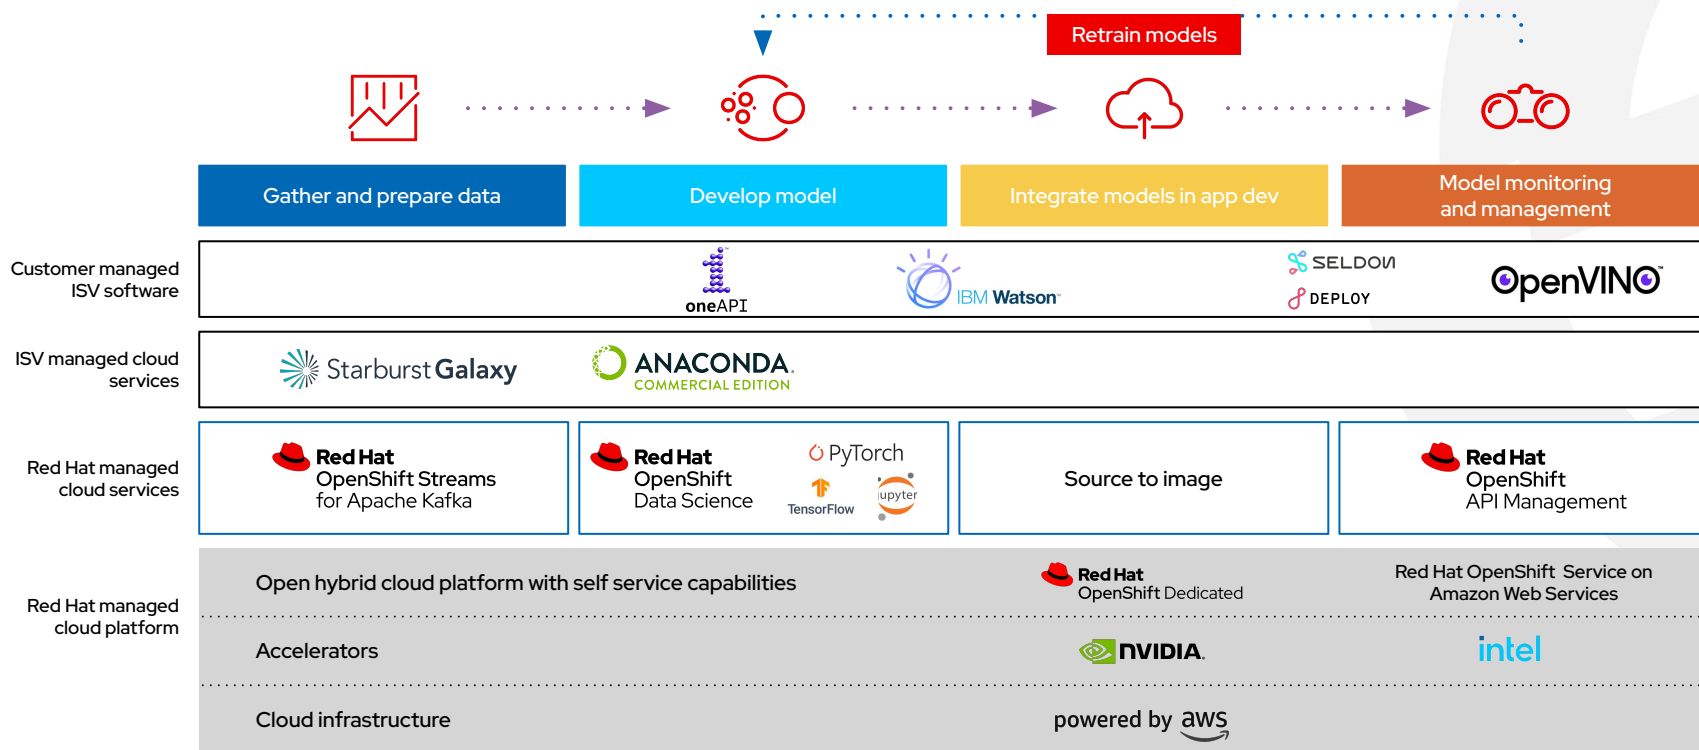 Retrain models
Gather and prepare data
Develop model
Integrate models in app dev
Model monitoring
and management
Customer managed
ISV software
oneAPI
IBM Watson™
SELDON
DEPLOY
OpenVINO™
ISV managed cloud
services
Starburst Galaxy
ANACONDA.
COMMERCIAL EDITION
Red Hat managed
cloud services
Red Hat
OpenShift Streams
for Apache Kafka
Red Hat
OpenShift
Data Science
PyTorch
TensorFlow
jupyter
Source to image
Red Hat
OpenShift
API Management
Red Hat managed
cloud platform
Open hybrid cloud platform with self service capabilities
Red Hat
OpenShift Dedicated
Red Hat OpenShift Service on
Amazon Web Services
Accelerators
NVIDIA.
intel
Cloud infrastructure
powered by aws